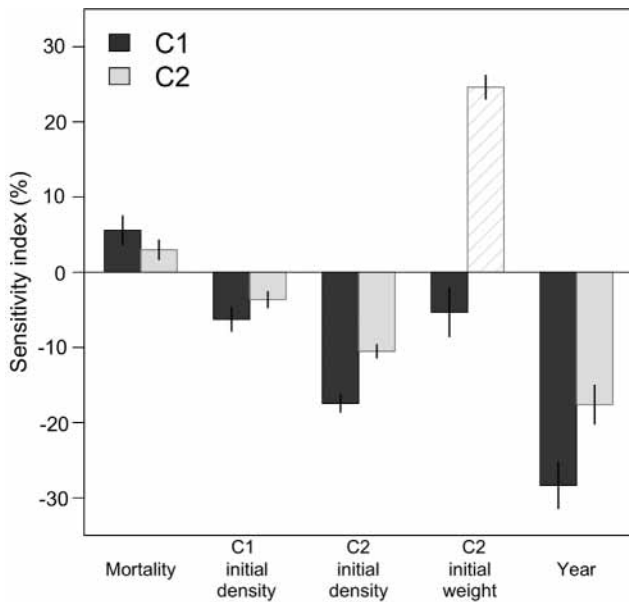 C1
C2
Sensitivity index (%)
30
20
10
0
-10
-20
-30
Mortality
C1
initial
density
C2
initial
density
C2
initial
weight
Year